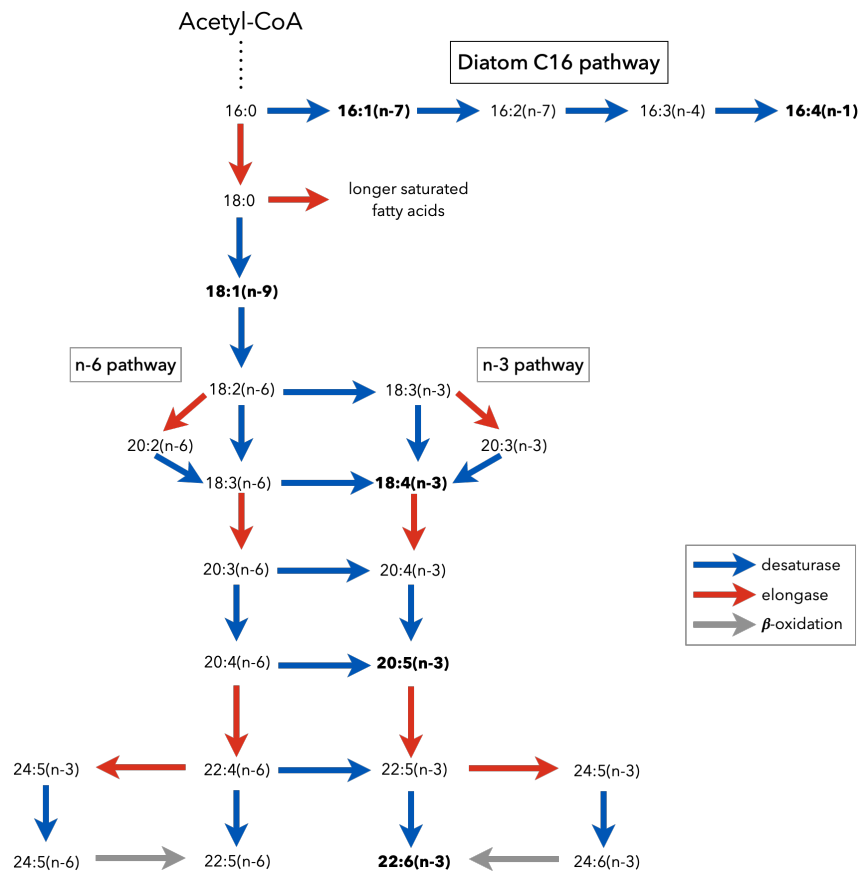 Acetyl-CoA
Diatom C16 pathway
16:0
16:1(n-7)
16:2(n-7)
16:3(n-4)
16:4(n-1)
18:0
longer saturated
fatty acids
18:1(n-9)
n-6 pathway
n-3 pathway
18:2(n-6)
18:3(n-3)
20:2(n-6)
20:3(n-3)
18:3(n-6)
18:4(n-3)
20:3(n-6)
20:4(n-3)
desaturase
elongase
β-oxidation
20:4(n-6)
20:5(n-3)
24:5(n-3)
22:4(n-6)
22:5(n-3)
24:5(n-3)
24:5(n-6)
22:5(n-6)
22:6(n-3)
24:6(n-3)